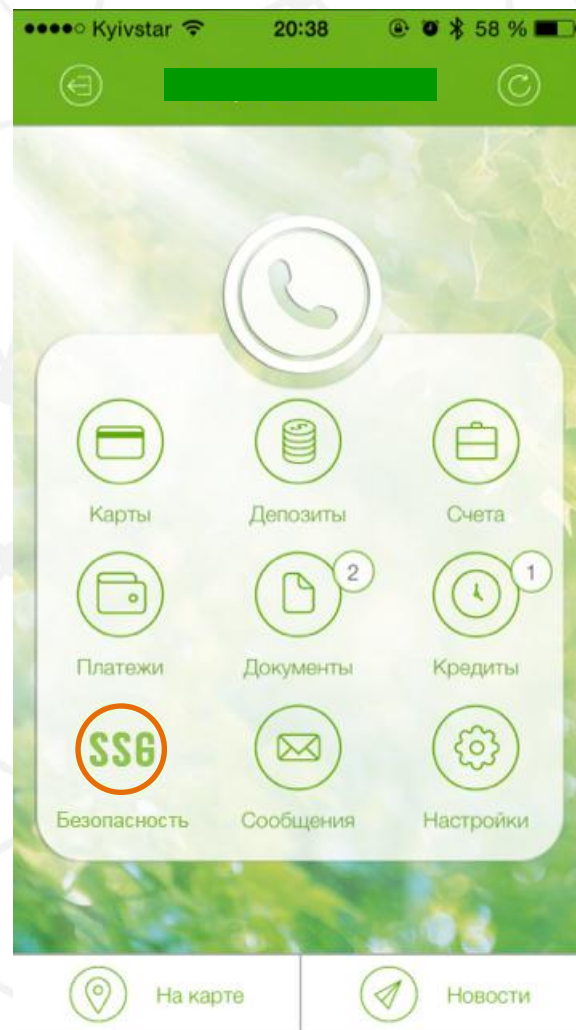 Kyivstar 20:38 58 %
Карты Депозиты Счета
2 1
Платежи Документы Кредиты
SSG
Безопасность Сообщения Настройки
На карте Новости